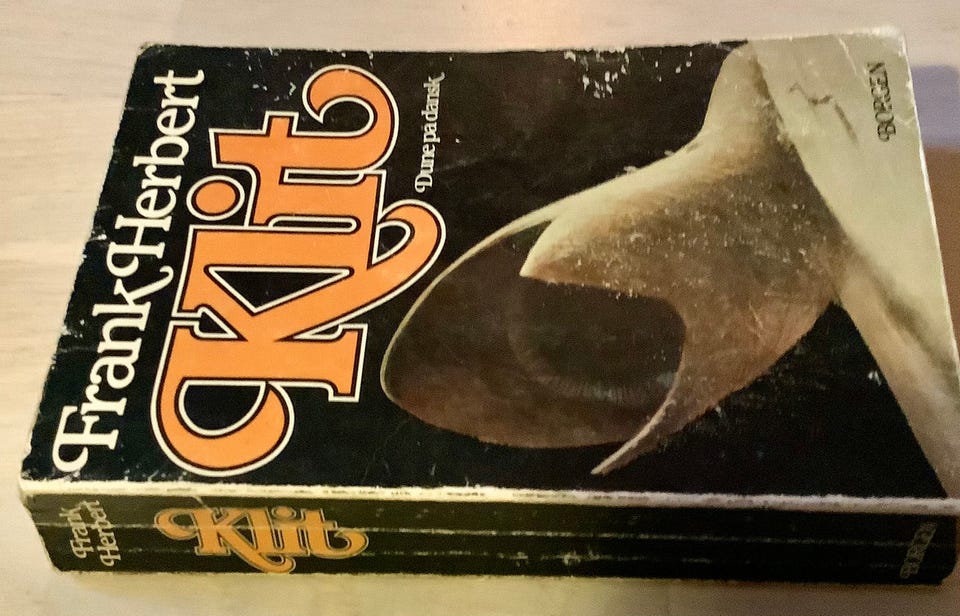 Frank Herbert
Klit
Dune på dansk
BORGEN
Frank
Herbert
Klit
BORGEN